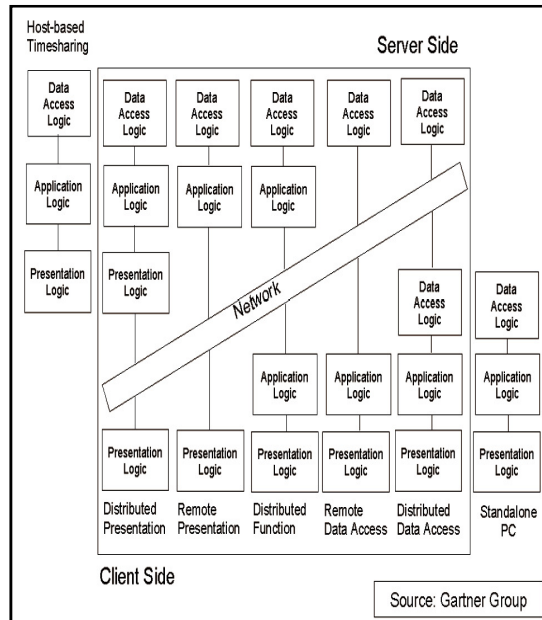 Host-based
Timesharing
Server Side
Data
Access
Logic
Application
Logic
Presentation
Logic
Data
Access
Logic
Application
Logic
Presentation
Logic
Presentation
Logic
Distributed
Presentation
Data
Access
Logic
Application
Logic
Presentation
Logic
Remote
Presentation
Data
Access
Logic
Application
Logic
Application
Logic
Presentation
Logic
Distributed
Function
Data
Access
Logic
Application
Logic
Presentation
Logic
Remote
Data Access
Data
Access
Logic
Data
Access
Logic
Application
Logic
Presentation
Logic
Distributed
Data Access
Network
Data
Access
Logic
Application
Logic
Presentation
Logic
Standalone
PC
Client Side
Source: Gartner Group